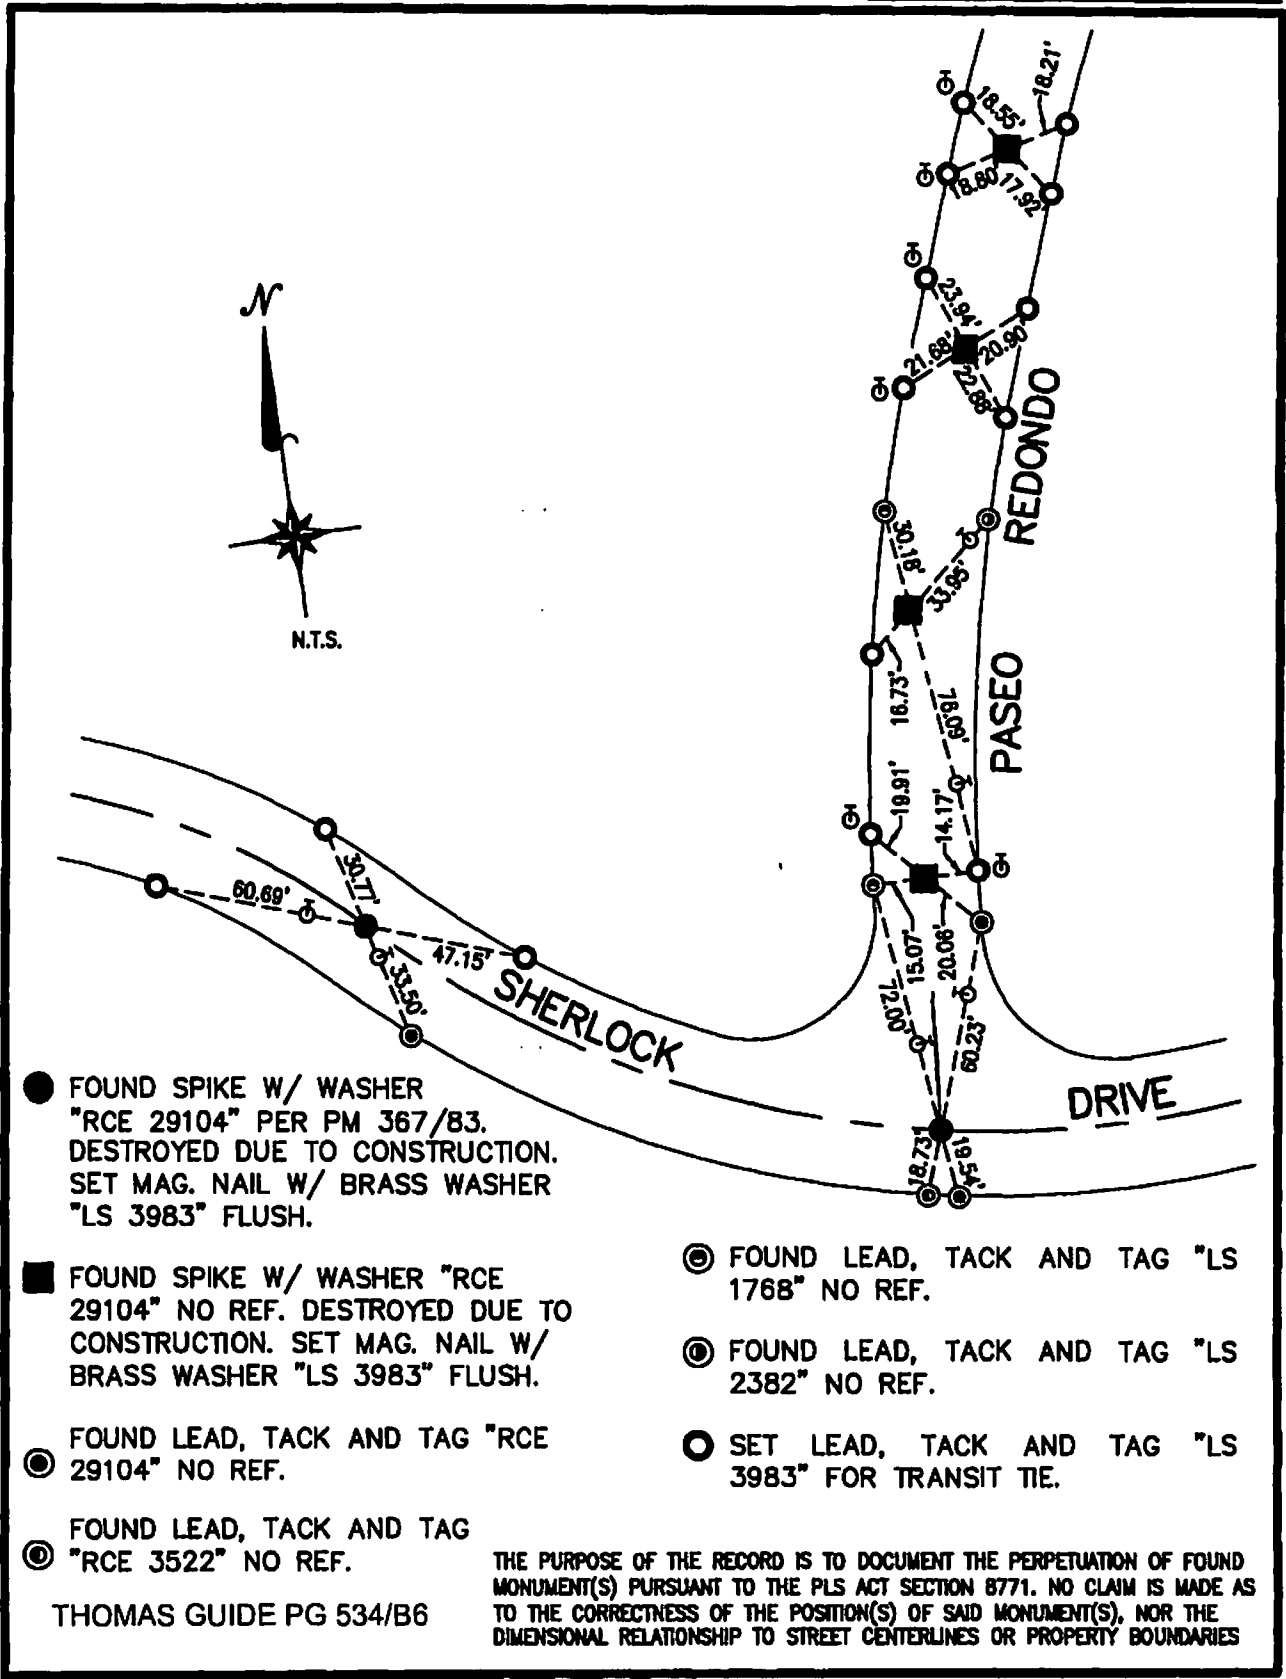 18.55'
18.21'
18.80'
17.92'
N
23.94'
21.68'
20.90'
22.88'
REDONDO
30.18'
33.95'
N.T.S.
16.73'
78.09'
PASEO
19.91'
14.17'
30.77'
60.69'
47.15'
33.50'
15.07'
20.06'
72.00'
60.23'
SHERLOCK
DRIVE
18.73'
19.54'
FOUND SPIKE W/ WASHER
"RCE 29104" PER PM 367/83.
DESTROYED DUE TO CONSTRUCTION.
SET MAG. NAIL W/ BRASS WASHER
"LS 3983" FLUSH.
FOUND SPIKE W/ WASHER "RCE
29104" NO REF. DESTROYED DUE TO
CONSTRUCTION. SET MAG. NAIL W/
BRASS WASHER "LS 3983" FLUSH.
FOUND LEAD, TACK AND TAG "RCE
29104" NO REF.
FOUND LEAD, TACK AND TAG
"RCE 3522" NO REF.
THOMAS GUIDE PG 534/B6
FOUND LEAD, TACK AND TAG "LS
1768" NO REF.
FOUND LEAD, TACK AND TAG "LS
2382" NO REF.
SET LEAD, TACK AND TAG "LS
3983" FOR TRANSIT TIE.
THE PURPOSE OF THE RECORD IS TO DOCUMENT THE PERPETUATION OF FOUND
MONUMENT(S) PURSUANT TO THE PLS ACT SECTION 8771. NO CLAIM IS MADE AS
TO THE CORRECTNESS OF THE POSITION(S) OF SAID MONUMENT(S), NOR THE
DIMENSIONAL RELATIONSHIP TO STREET CENTERLINES OR PROPERTY BOUNDARIES